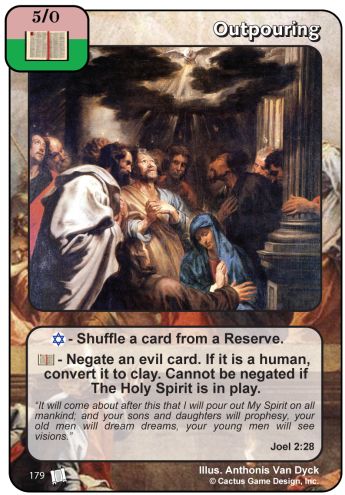 5/0
Outpouring
- Shuffle a card from a Reserve.
- Negate an evil card. If it is a human,
convert it to clay. Cannot be negated if
The Holy Spirit is in play.
"It will come about after this that I will pour out My Spirit on all
mankind; and your sons and daughters will prophesy, your
old men will dream dreams, your young men will see
visions."
Joel 2:28
Illus. Anthonis Van Dyck
179
© Cactus Game Design, Inc.